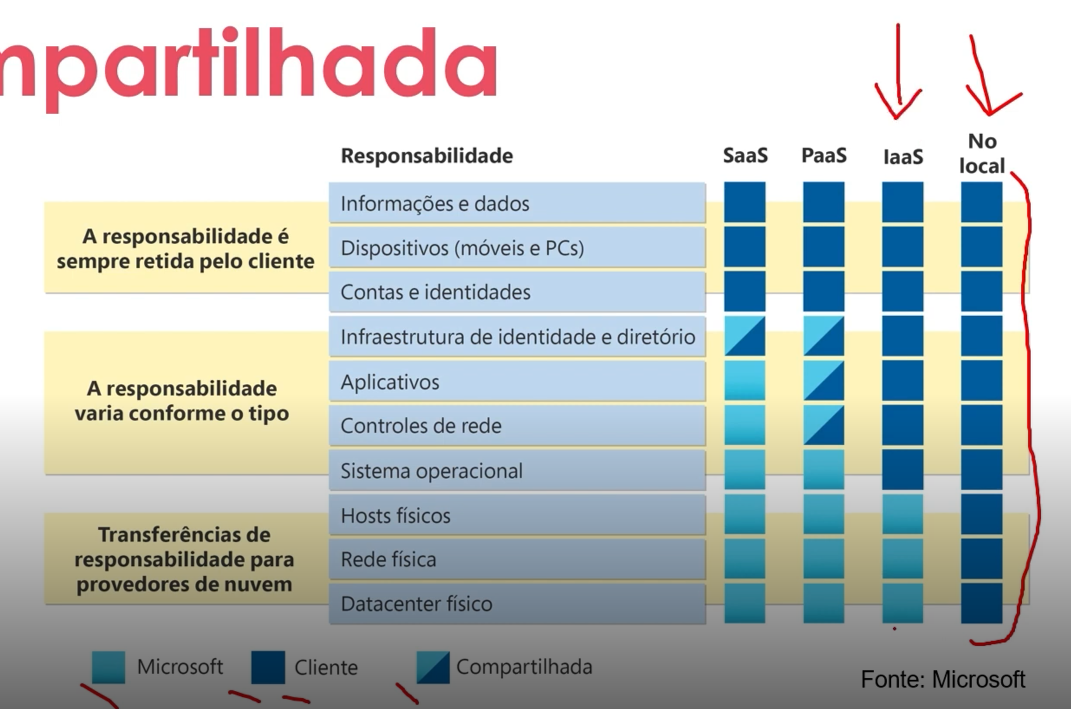 mpartilhada
Responsabilidade
SaaS
PaaS
IaaS
No
local
A responsabilidade é
sempre retida pelo cliente
Informações e dados
Dispositivos (móveis e PCs)
Contas e identidades
A responsabilidade
varia conforme o tipo
Infraestrutura de identidade e diretório
Aplicativos
Controles de rede
Sistema operacional
Transferências de
responsabilidade para
provedores de nuvem
Hosts físicos
Rede física
Datacenter físico
Microsoft
Cliente
Compartilhada
Fonte: Microsoft